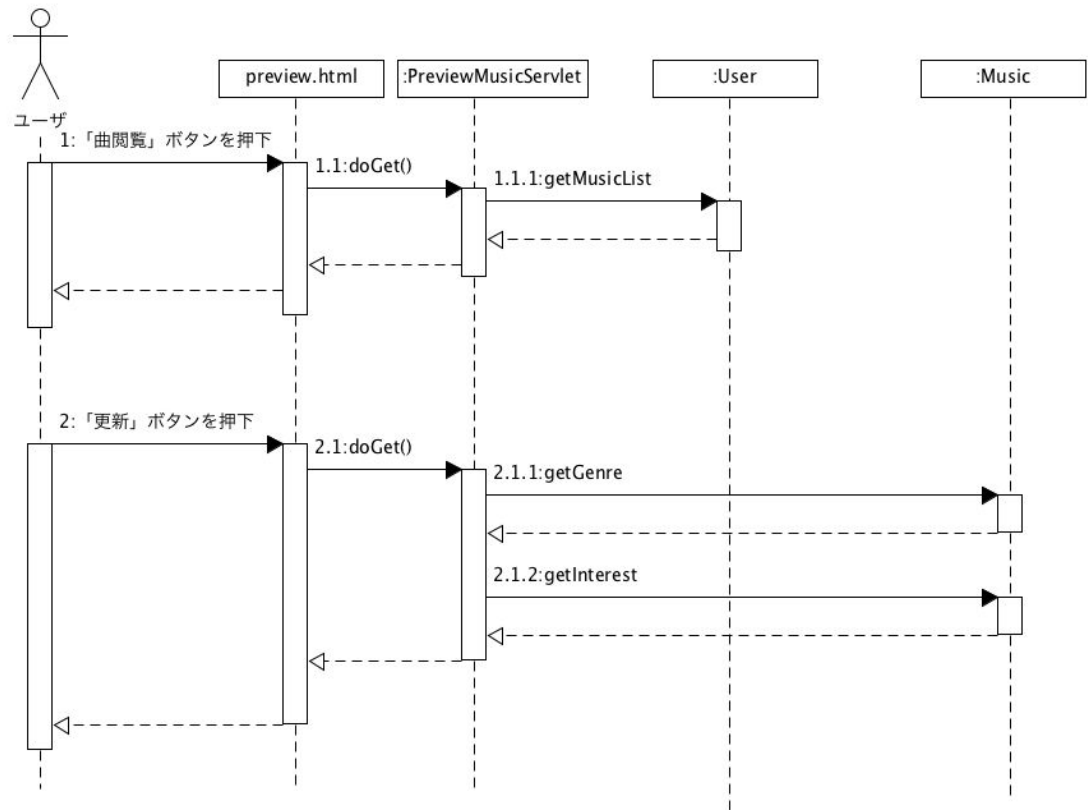 preview.html
:PreviewMusicServlet
:User
:Music
ユーザ
1:「曲閲覧」ボタンを押下
1.1:doGet()
1.1.1:getMusicList
2:「更新」ボタンを押下
2.1:doGet()
2.1.1:getGenre
2.1.2:getInterest